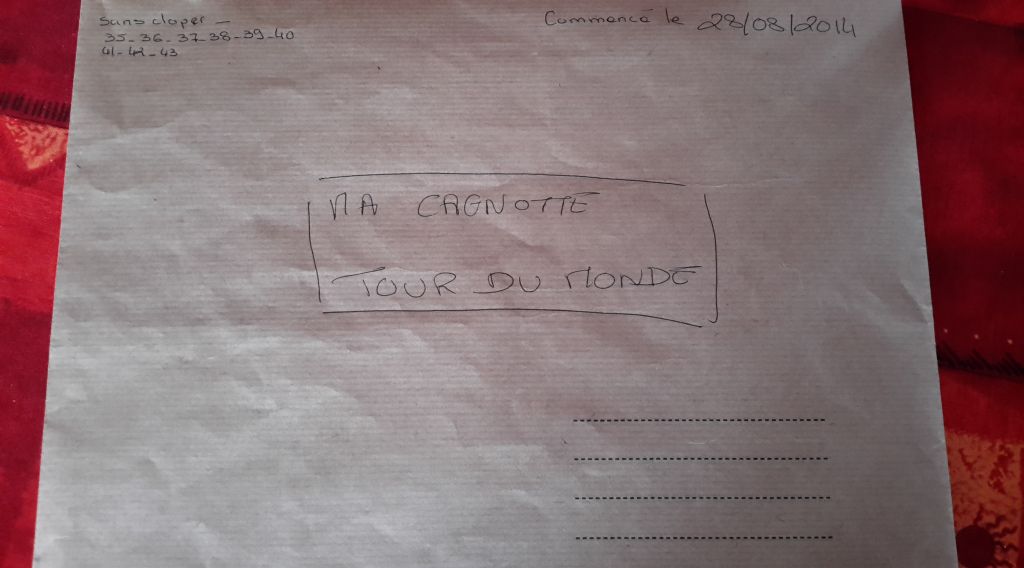 Sans cloper -
35-36-37-38-39-40
41-42-43
Commencé le 28/08/2014
MA CAGNOTTE
TOUR DU MONDE